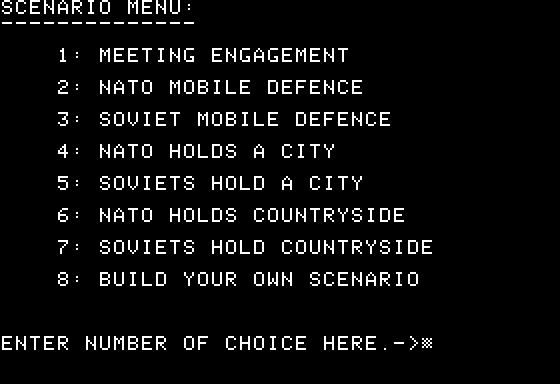 SCENARIO MENU:
--------------
1: MEETING ENGAGEMENT
2: NATO MOBILE DEFENCE
3: SOVIET MOBILE DEFENCE
4: NATO HOLDS A CITY
5: SOVIETS HOLD A CITY
6: NATO HOLDS COUNTRYSIDE
7: SOVIETS HOLD COUNTRYSIDE
8: BUILD YOUR OWN SCENARIO
ENTER NUMBER OF CHOICE HERE.->